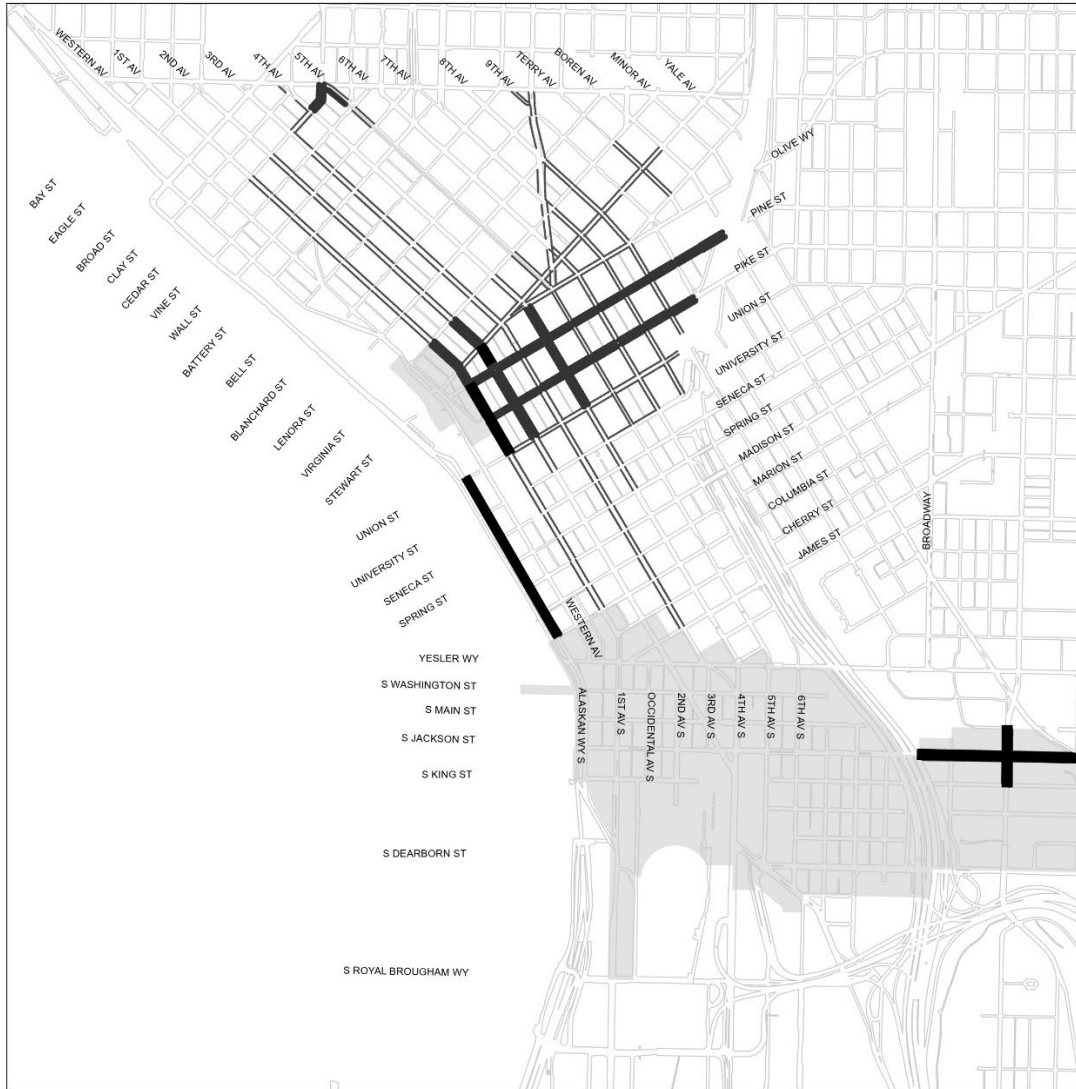 WESTERN AV
1ST AV
2ND AV
3RD AV
4TH AV
5TH AV
6TH AV
7TH AV
8TH AV
9TH AV
TERRY AV
BOREN AV
MINOR AV
YALE AV
OLIVE WY
PINE ST
PIKE ST
UNION ST
UNIVERSITY ST
SENECA ST
SPRING ST
MADISON ST
MARION ST
COLUMBIA ST
CHERRY ST
JAMES ST
BROADWAY
BAY ST
EAGLE ST
BROAD ST
CLAY ST
CEDAR ST
VINE ST
WALL ST
BATTERY ST
BELL ST
BLANCHARD ST
LENORA ST
VIRGINIA ST
STEWART ST
UNION ST
UNIVERSITY ST
SENECA ST
SPRING ST
WESTERN AV
YESLER WY
S WASHINGTON ST
S MAIN ST
S JACKSON ST
S KING ST
S DEARBORN ST
S ROYAL BROUGHAM WY
ALASKAN WY S
1ST AV S
OCCIDENTAL AV S
2ND AV S
3RD AV S
4TH AV S
5TH AV S
6TH AV S